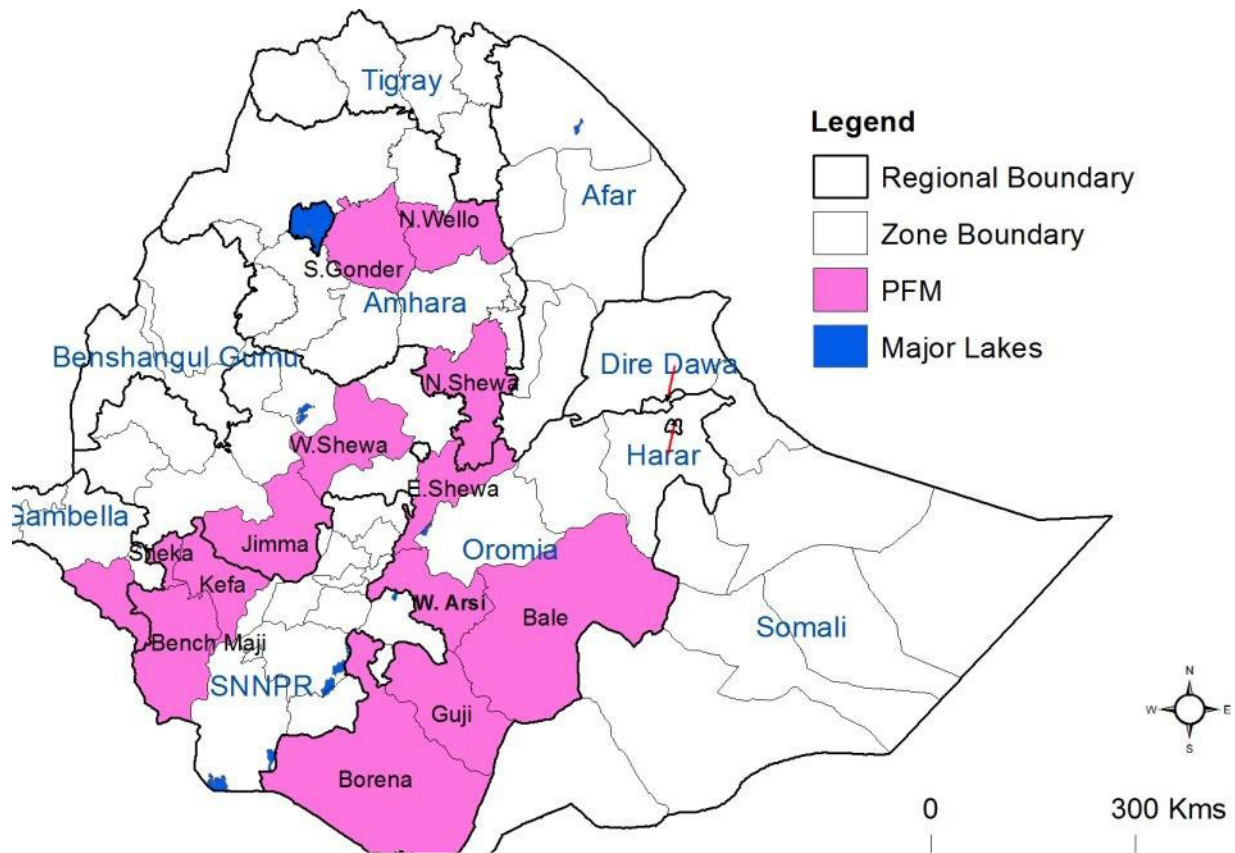 Tigray
Legend
Regional Boundary
Afar
Zone Boundary
N.Wello
S.Gonder
PFM
Amhara
Major Lakes
Benshangul Gumu
Dire Dawa
N.Shewa
W.Shewa
Harar
E.Shewa
Gambella
Jimma
Oromia
Sheka
Kefa
W. Arsi
Bale
Bench Maji
Somali
SNNPR
Guji
N
W
E
S
Borena
0 300 Kms